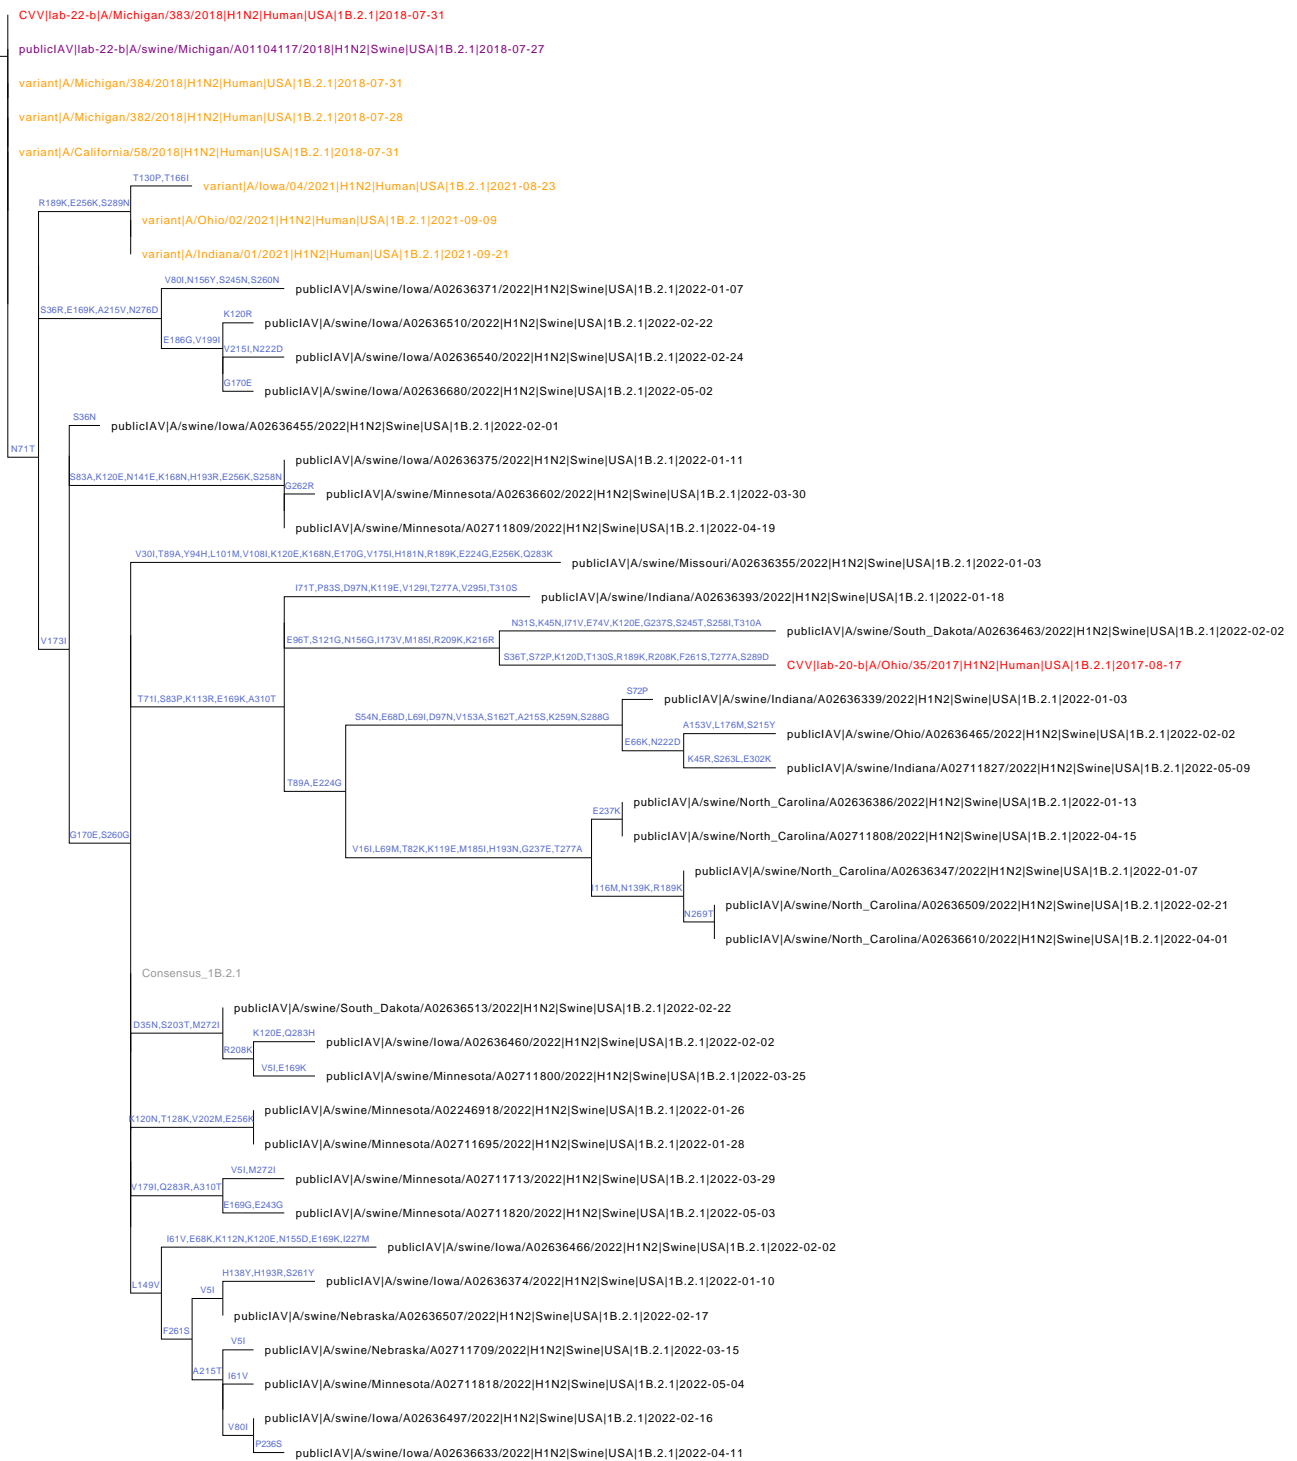 CVV|lab-22-b|A/Michigan/383/2018|H1N2|Human|USA|1B.2.1|2018-07-31
publicIAV|lab-22-b|A/swine/Michigan/A01104117/2018|H1N2|Swine|USA|1B.2.1|2018-07-27
variant|A/Michigan/384/2018|H1N2|Human|USA|1B.2.1|2018-07-31
variant|A/Michigan/382/2018|H1N2|Human|USA|1B.2.1|2018-07-28
variant|A/California/58/2018|H1N2|Human|USA|1B.2.1|2018-07-31
T130P,T166I
variant|A/Iowa/04/2021|H1N2|Human|USA|1B.2.1|2021-08-23
R189K,E256K,S289N
variant|A/Ohio/02/2021|H1N2|Human|USA|1B.2.1|2021-09-09
variant|A/Indiana/01/2021|H1N2|Human|USA|1B.2.1|2021-09-21
V80I,N156Y,S245N,S260N
publicIAV|A/swine/Iowa/A02636371/2022|H1N2|Swine|USA|1B.2.1|2022-01-07
S36R,E169K,A215V,N276D
K120R
publicIAV|A/swine/Iowa/A02636510/2022|H1N2|Swine|USA|1B.2.1|2022-02-22
E186G,V199I
V215I,N222D
publicIAV|A/swine/Iowa/A02636540/2022|H1N2|Swine|USA|1B.2.1|2022-02-24
G170E
publicIAV|A/swine/Iowa/A02636680/2022|H1N2|Swine|USA|1B.2.1|2022-05-02
S36N
publicIAV|A/swine/Iowa/A02636455/2022|H1N2|Swine|USA|1B.2.1|2022-02-01
N71T
publicIAV|A/swine/Iowa/A02636375/2022|H1N2|Swine|USA|1B.2.1|2022-01-11
S83A,K120E,N141E,K168N,H193R,E256K,S258N
G262R
publicIAV|A/swine/Minnesota/A02636602/2022|H1N2|Swine|USA|1B.2.1|2022-03-30
publicIAV|A/swine/Minnesota/A02711809/2022|H1N2|Swine|USA|1B.2.1|2022-04-19
V30I,T89A,Y94H,L101M,V108I,K120E,K168N,E170G,V175I,H181N,R189K,E224G,E256K,Q283K
publicIAV|A/swine/Missouri/A02636355/2022|H1N2|Swine|USA|1B.2.1|2022-01-03
I71T,P83S,D97N,K119E,V129I,T277A,V295I,T310S
publicIAV|A/swine/Indiana/A02636393/2022|H1N2|Swine|USA|1B.2.1|2022-01-18
N31S,K45N,I71V,E74V,K120E,G237S,S245T,S258I,T310A
publicIAV|A/swine/South_Dakota/A02636463/2022|H1N2|Swine|USA|1B.2.1|2022-02-02
V173I
E96T,S121G,N156G,I173V,M185I,R209K,K216R
S36T,S72P,K120D,T130S,R189K,R208K,F261S,T277A,S289D
CVV|lab-20-b|A/Ohio/35/2017|H1N2|Human|USA|1B.2.1|2017-08-17
T71I,S83P,K113R,E169K,A310T
S72P
publicIAV|A/swine/Indiana/A02636339/2022|H1N2|Swine|USA|1B.2.1|2022-01-03
S54N,E68D,L69I,D97N,V153A,S162T,A215S,K259N,S288G
A153V,L176M,S215Y
publicIAV|A/swine/Ohio/A02636465/2022|H1N2|Swine|USA|1B.2.1|2022-02-02
E66K,N222D
K45R,S263L,E302K
publicIAV|A/swine/Indiana/A02711827/2022|H1N2|Swine|USA|1B.2.1|2022-05-09
T89A,E224G
publicIAV|A/swine/North_Carolina/A02636386/2022|H1N2|Swine|USA|1B.2.1|2022-01-13
E237K
publicIAV|A/swine/North_Carolina/A02711808/2022|H1N2|Swine|USA|1B.2.1|2022-04-15
G170E,S260G
V16I,L69M,T82K,K119E,M185I,H193N,G237E,T277A
publicIAV|A/swine/North_Carolina/A02636347/2022|H1N2|Swine|USA|1B.2.1|2022-01-07
I116M,N139K,R189K
publicIAV|A/swine/North_Carolina/A02636509/2022|H1N2|Swine|USA|1B.2.1|2022-02-21
N269T
publicIAV|A/swine/North_Carolina/A02636610/2022|H1N2|Swine|USA|1B.2.1|2022-04-01
Consensus_1B.2.1
publicIAV|A/swine/South_Dakota/A02636513/2022|H1N2|Swine|USA|1B.2.1|2022-02-22
D35N,S203T,M272I
K120E,Q283H
publicIAV|A/swine/Iowa/A02636460/2022|H1N2|Swine|USA|1B.2.1|2022-02-02
R208K
V5I,E169K
publicIAV|A/swine/Minnesota/A02711800/2022|H1N2|Swine|USA|1B.2.1|2022-03-25
publicIAV|A/swine/Minnesota/A02246918/2022|H1N2|Swine|USA|1B.2.1|2022-01-26
K120N,T128K,V202M,E256K
publicIAV|A/swine/Minnesota/A02711695/2022|H1N2|Swine|USA|1B.2.1|2022-01-28
V5I,M272I
publicIAV|A/swine/Minnesota/A02711713/2022|H1N2|Swine|USA|1B.2.1|2022-03-29
V179I,Q283R,A310T
E169G,E243G
publicIAV|A/swine/Minnesota/A02711820/2022|H1N2|Swine|USA|1B.2.1|2022-05-03
I61V,E68K,K112N,K120E,N155D,E169K,I227M
publicIAV|A/swine/Iowa/A02636466/2022|H1N2|Swine|USA|1B.2.1|2022-02-02
L149V
H138Y,H193R,S261Y
publicIAV|A/swine/Iowa/A02636374/2022|H1N2|Swine|USA|1B.2.1|2022-01-10
V5I
publicIAV|A/swine/Nebraska/A02636507/2022|H1N2|Swine|USA|1B.2.1|2022-02-17
F261S
V5I
publicIAV|A/swine/Nebraska/A02711709/2022|H1N2|Swine|USA|1B.2.1|2022-03-15
A215T
I61V
publicIAV|A/swine/Minnesota/A02711818/2022|H1N2|Swine|USA|1B.2.1|2022-05-04
publicIAV|A/swine/Iowa/A02636497/2022|H1N2|Swine|USA|1B.2.1|2022-02-16
V80I
P236S
publicIAV|A/swine/Iowa/A02636633/2022|H1N2|Swine|USA|1B.2.1|2022-04-11